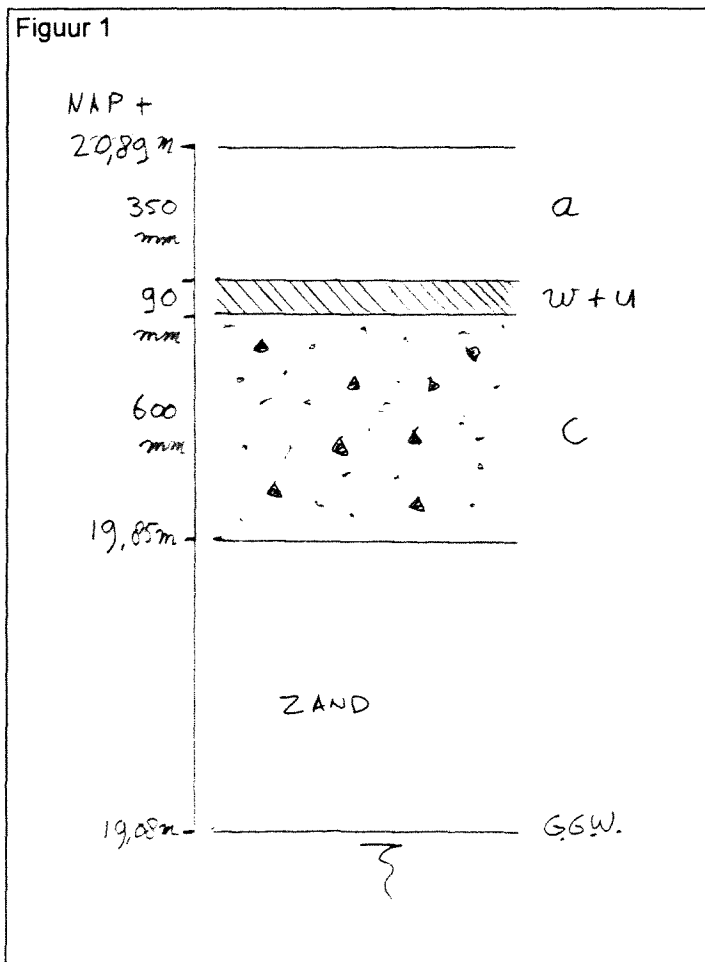 Figuur 1
NAP +
20,89 m
350
mm
a
90
mm
w + u
600
mm
C
19,85m
ZAND
19,08m
G.G.W.